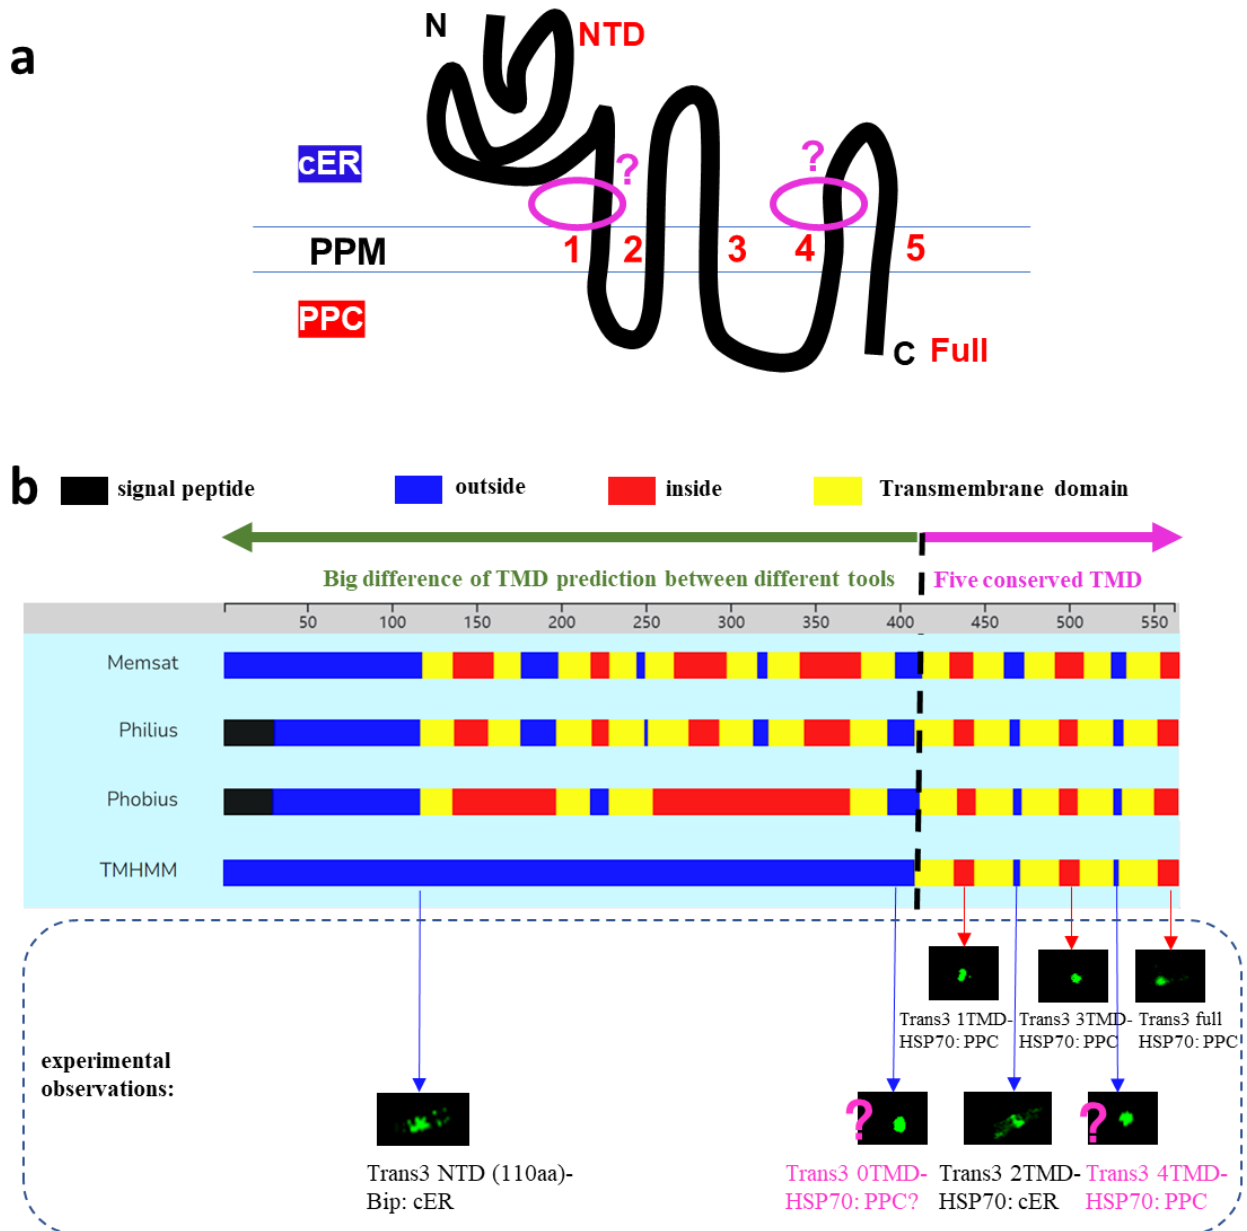 a
N
NTD
cER
?
?
PPM
1
2
3
4
5
PPC
C
Full
b
signal peptide
outside
inside
Transmembrane domain
Big difference of TMD prediction between different tools
Five conserved TMD
50
100
150
200
250
300
350
400
450
500
550
Memsat
Philius
Phobius
TMHMM
experimental
observations:
Trans3 1TMD-
HSP70: PPC
Trans3 3TMD-
HSP70: PPC
Trans3 full
HSP70: PPC
?
?
Trans3 NTD (110aa)-
Bip: cER
Trans3 0TMD-
HSP70: PPC?
Trans3 2TMD-
HSP70: cER
Trans3 4TMD-
HSP70: PPC